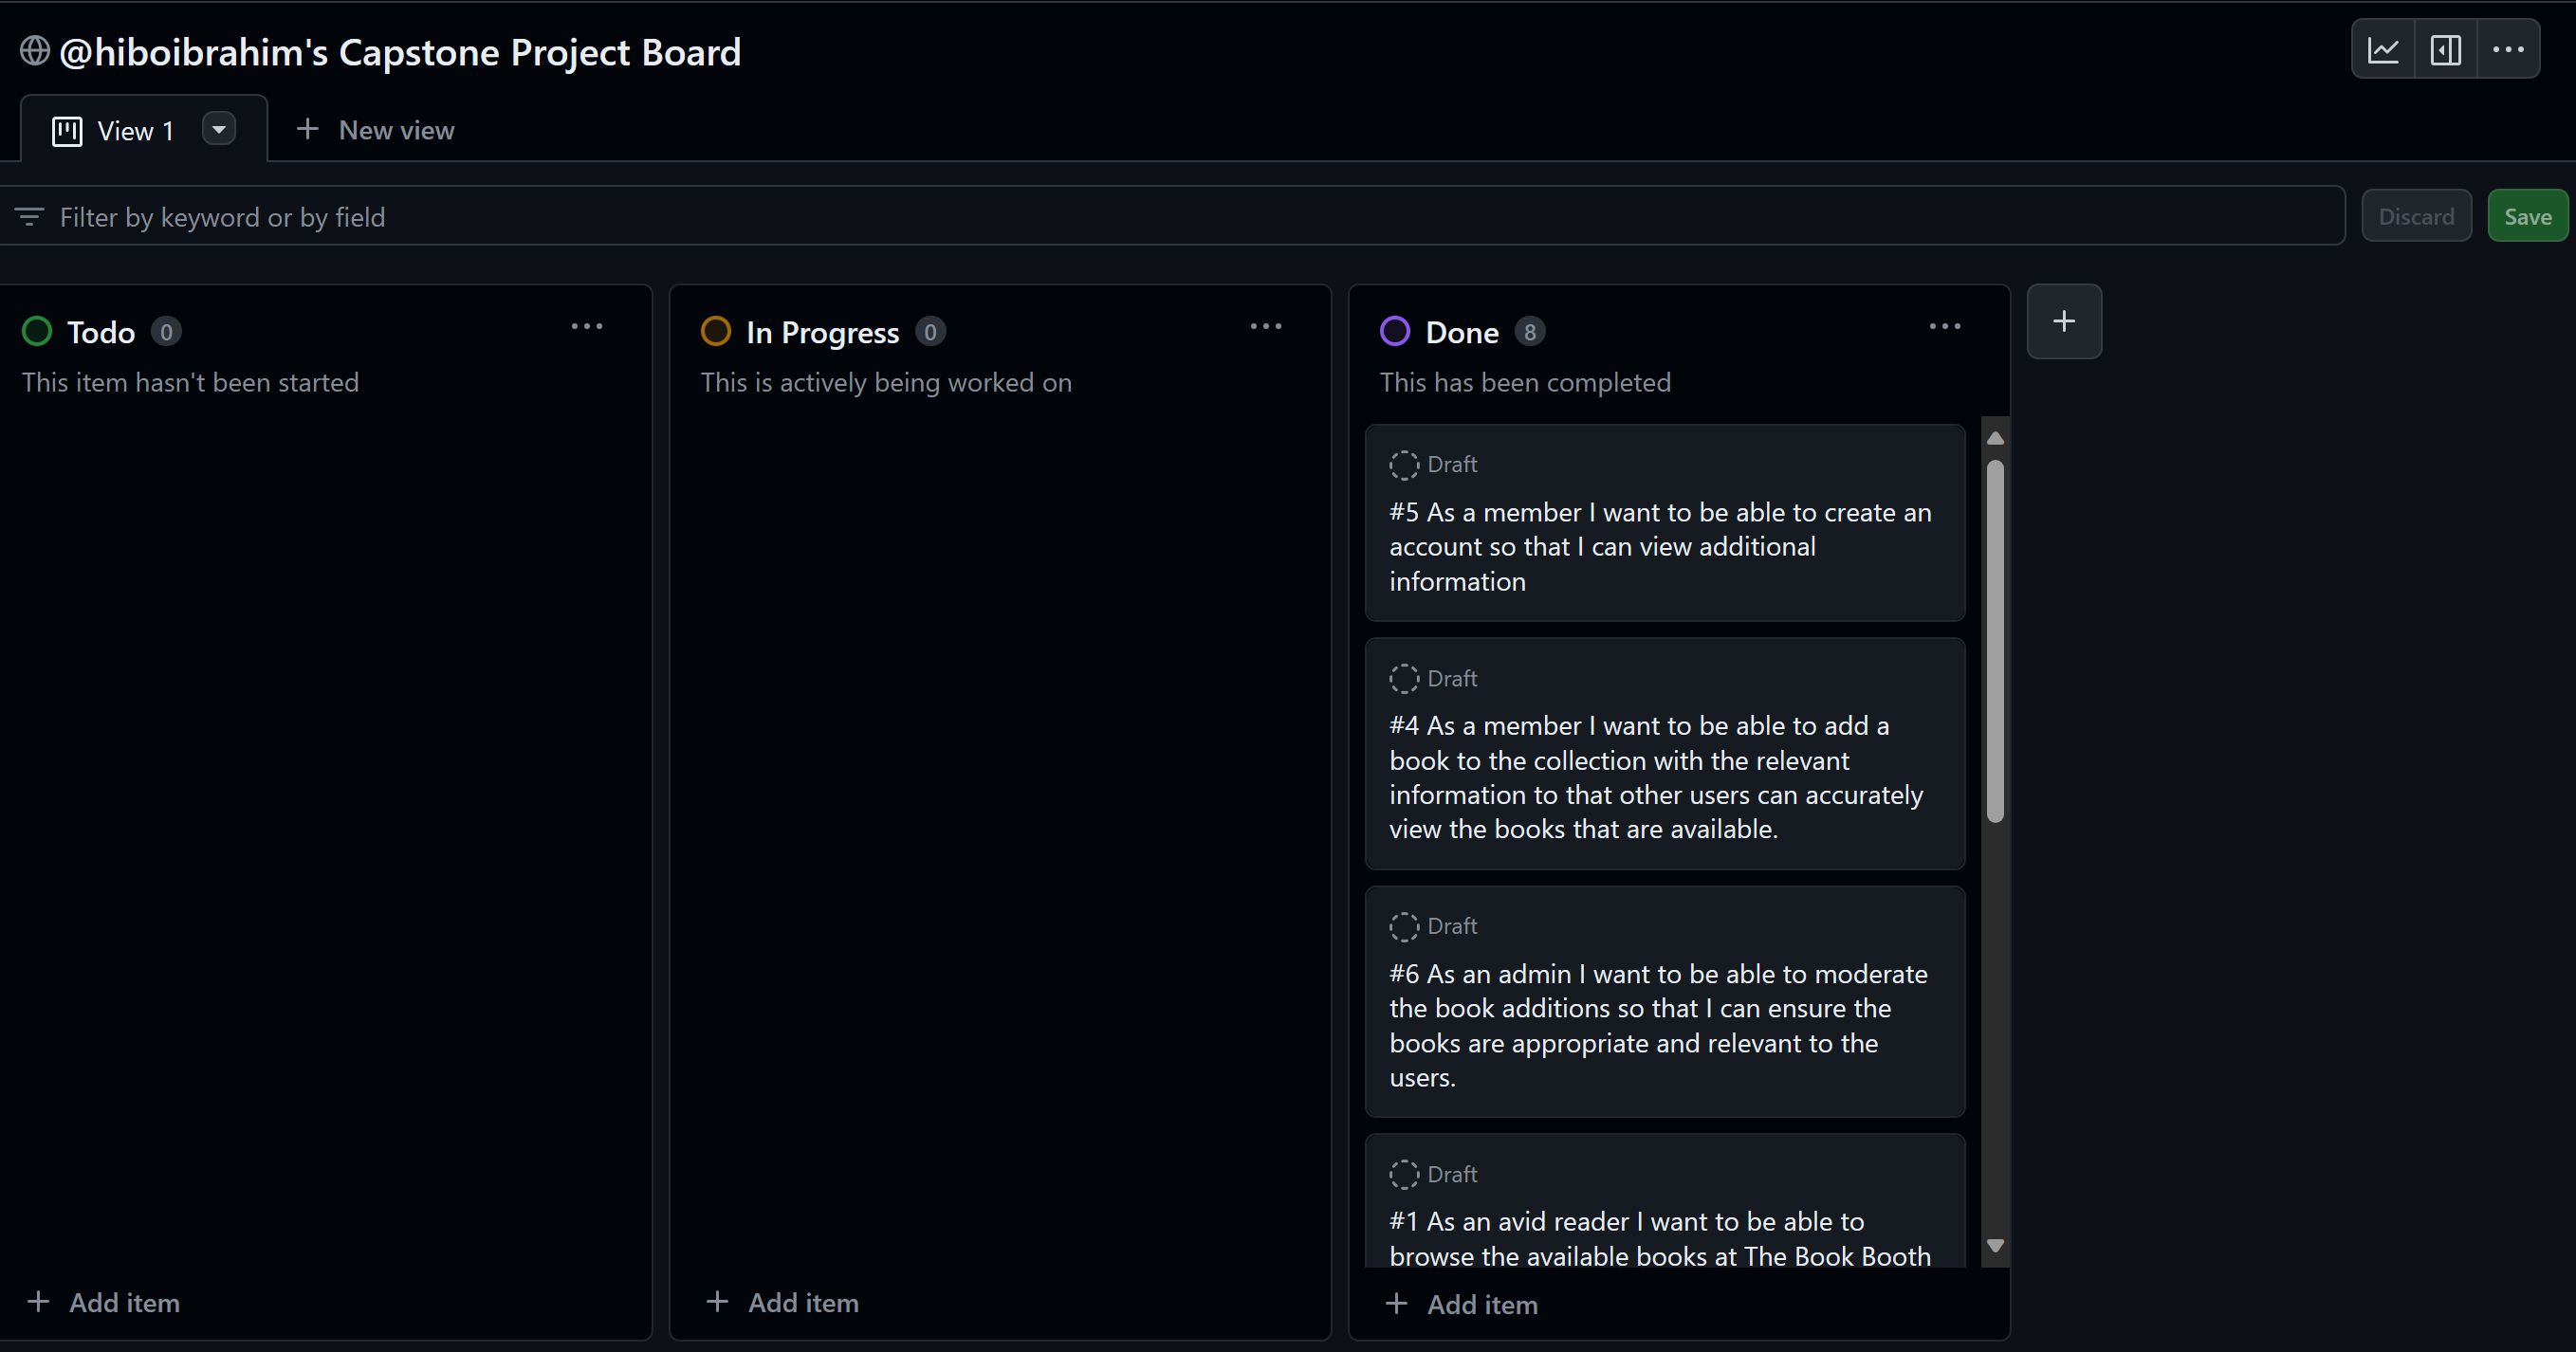 @hiboibrahim's Capstone Project Board
View 1
New view
Filter by keyword or by field
Discard
Save
Todo 0
This item hasn't been started
Add item
In Progress 0
This is actively being worked on
Add item
Done 8
This has been completed
Draft
#5 As a member I want to be able to create an
account so that I can view additional
information
Draft
#4 As a member I want to be able to add a
book to the collection with the relevant
information to that other users can accurately
view the books that are available.
Draft
#6 As an admin I want to be able to moderate
the book additions so that I can ensure the
books are appropriate and relevant to the
users.
Draft
#1 As an avid reader I want to be able to
browse the available books at The Book Booth
Add item